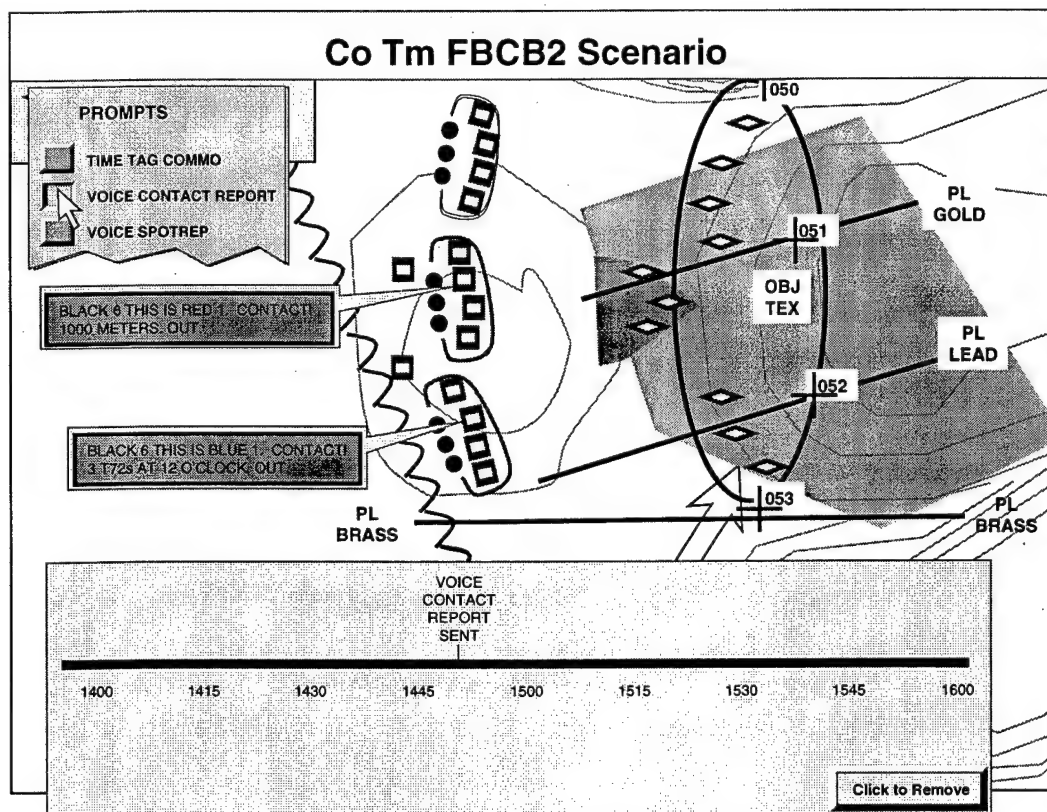 Co Tm FBCB2 Scenario
PROMPTS
TIME TAG COMMO
VOICE CONTACT REPORT
VOICE SPOTREP
BLACK 6 THIS IS RED 1. CONTACT!
1000 METERS. OUT
BLACK 6 THIS IS BLUE 1. CONTACT!
3 T72s AT 12 O'CLOCK. OUT
050
PL
GOLD
051
OBJ
TEX
PL
LEAD
052
053
PL
BRASS
PL
BRASS
VOICE
CONTACT
REPORT
SENT
1400 1415 1430 1445 1500 1515 1530 1545 1600
Click to Remove